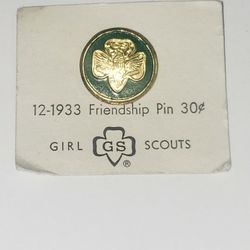 12-1933 Friendship Pin 30¢
GIRL GS SCOUTS
®